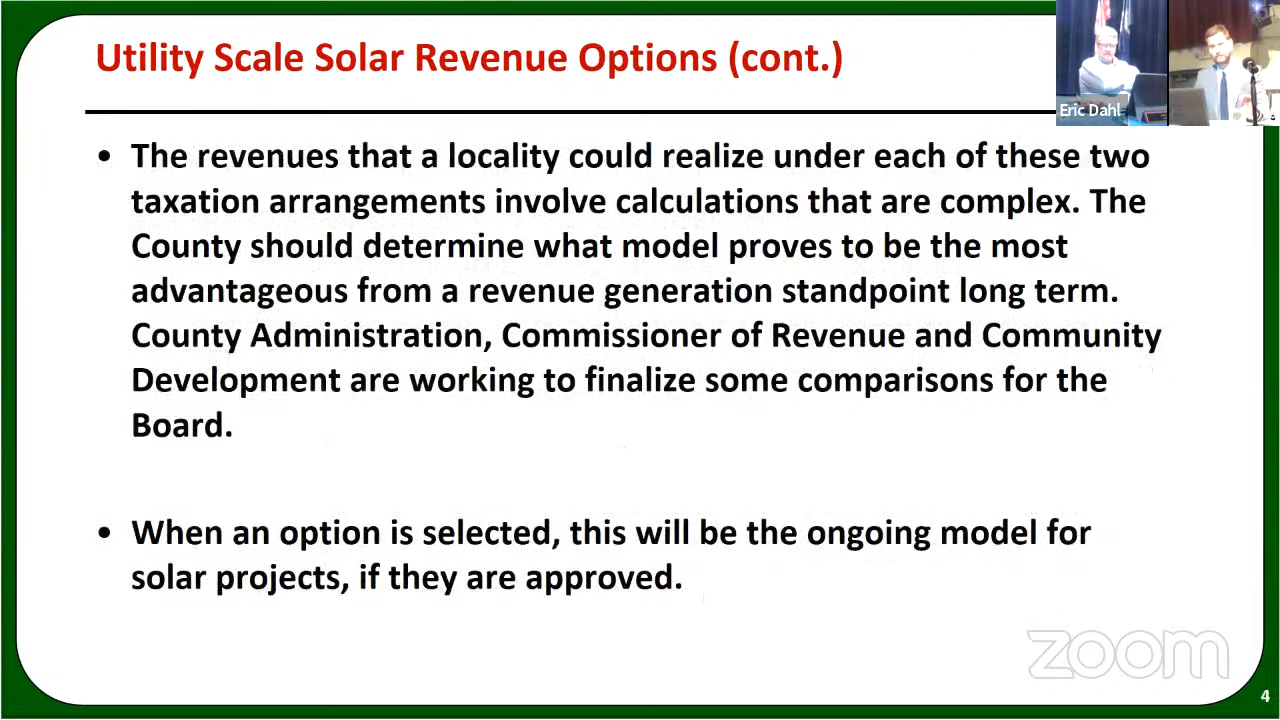 Utility Scale Solar Revenue Options (cont.)
Eric Dahl
• The revenues that a locality could realize under each of these two
taxation arrangements involve calculations that are complex. The
County should determine what model proves to be the most
advantageous from a revenue generation standpoint long term.
County Administration, Commissioner of Revenue and Community
Development are working to finalize some comparisons for the
Board.
• When an option is selected, this will be the ongoing model for
solar projects, if they are approved.
zoom
4